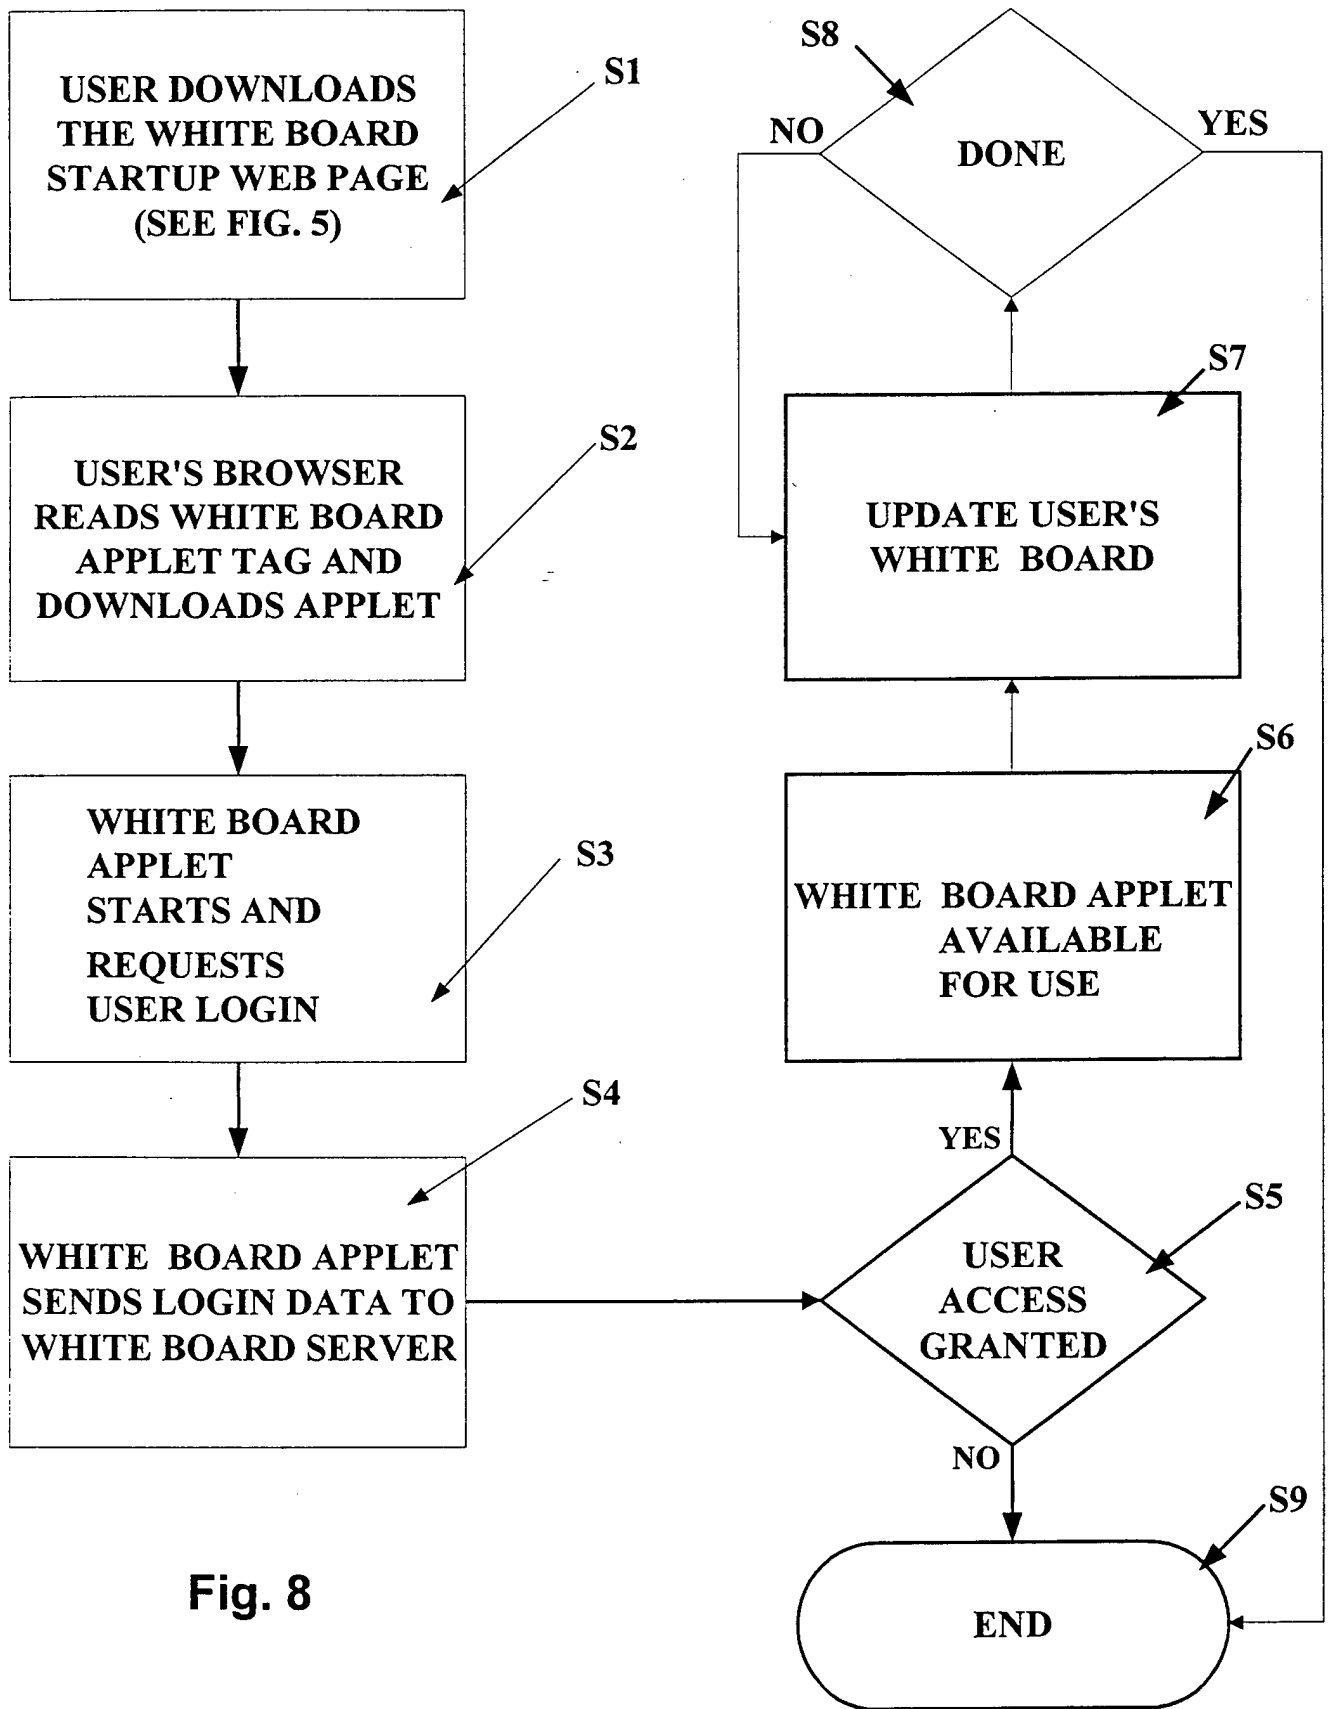 S1
USER DOWNLOADS
THE WHITE BOARD
STARTUP WEB PAGE
(SEE FIG. 5)
S2
USER'S BROWSER
READS WHITE BOARD
APPLET TAG AND
DOWNLOADS APPLET
S3
WHITE BOARD
APPLET
STARTS AND
REQUESTS
USER LOGIN
S4
WHITE BOARD APPLET
SENDS LOGIN DATA TO
WHITE BOARD SERVER
S8
NO
YES
DONE
S7
UPDATE USER'S
WHITE BOARD
S6
WHITE BOARD APPLET
AVAILABLE
FOR USE
YES
S5
USER
ACCESS
GRANTED
NO
S9
END
Fig. 8